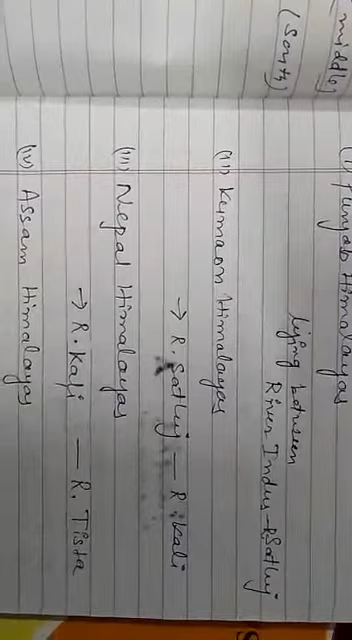 (middle)
(South)
(i) Punjab Himalayas
lying between
River Indus - R Satluj
(ii) Kumaon Himalayas
→ R. Satluj — R. Kali
(iii) Nepal Himalayas
→ R. Kali — R. Tista
(iv) Assam Himalayas